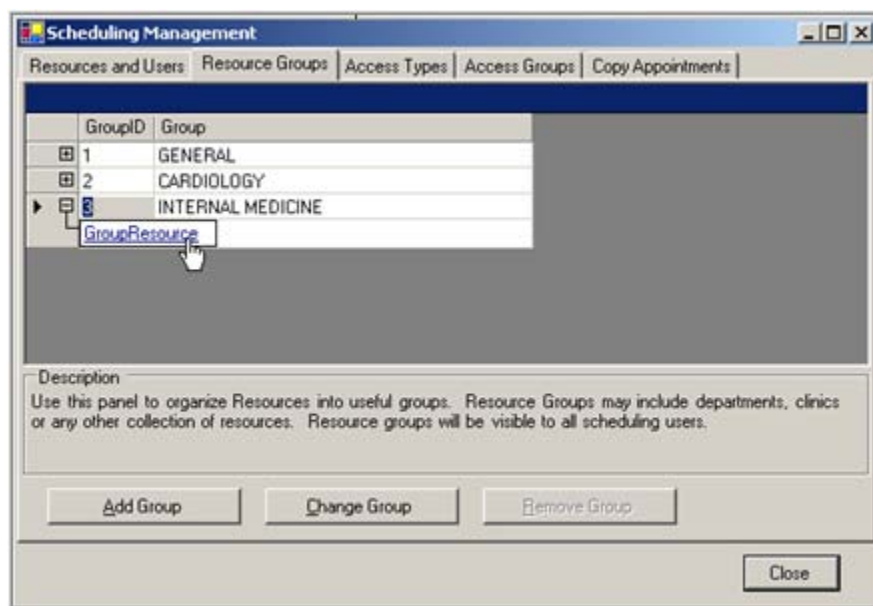 Scheduling Management
Resources and Users Resource Groups Access Types Access Groups Copy Appointments
GroupID Group
1 GENERAL
2 CARDIOLOGY
3 INTERNAL MEDICINE
GroupResource
Description
Use this panel to organize Resources into useful groups. Resource Groups may include departments, clinics
or any other collection of resources. Resource groups will be visible to all scheduling users.
Add Group Change Group Remove Group
Close